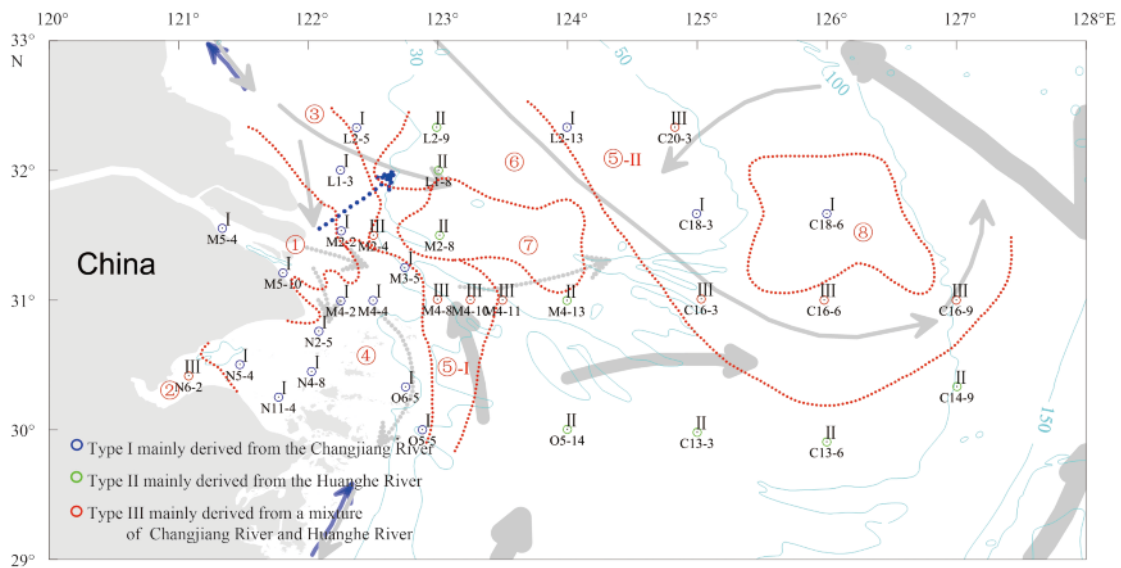 120° 121° 122° 123° 124° 125° 126° 127° 128°E
33°
N
30
50
100
③
I
L2-5
II
L2-9
I
L2-13
III
C20-3
32°
I
L1-3
II
L1-8
⑥
⑤-II
I
M5-4
①
I
M2-2
III
M2-4
II
M2-8
⑦
I
C18-3
I
C18-6
⑧
China
I
M5-10
I
M3-5
31°
I
M4-2
I
M4-4
III
M4-8
III
M4-10
III
M4-11
II
M4-13
III
C16-3
III
C16-6
III
C16-9
I
N2-5
④
⑤-I
②
III
N6-2
I
N5-4
I
N4-8
I
N11-4
I
O6-5
II
C14-9
30°
I
O5-5
II
O5-14
II
C13-3
II
C13-6
150
Type I mainly derived from the Changjiang River
Type II mainly derived from the Huanghe River
Type III mainly derived from a mixture
of Changjiang River and Huanghe River
29°